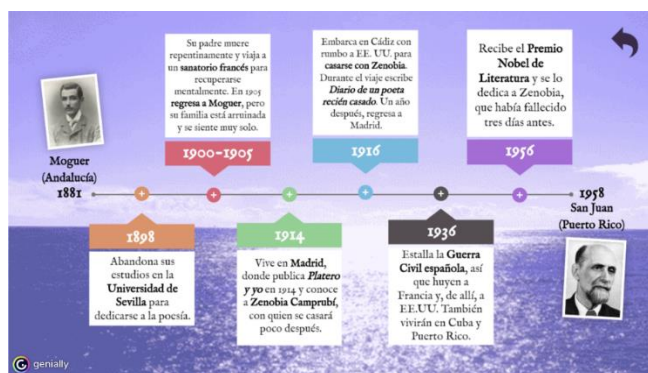 Su padre muere
repentinamente y viaja a
un sanatorio francés para
recuperarse
mentalmente. En 1905
regresa a Moguer, pero
su familia está arruinada
y se siente muy solo.
1900-1905
Embarca en Cádiz con
rumbo a EE. UU. para
casarse con Zenobia.
Durante el viaje escribe
Diario de un poeta
recién casado. Un año
después, regresa a
Madrid.
1916
Recibe el Premio
Nobel de
Literatura y se lo
dedica a Zenobia,
que había fallecido
tres días antes.
1956
Moguer
(Andalucía)
1881
1958
San Juan
(Puerto Rico)
1898
Abandona sus
estudios en la
Universidad de
Sevilla para
dedicarse a la poesía.
1914
Vive en Madrid,
donde publica Platero
y yo en 1914 y conoce
a Zenobia Camprubí,
con quien se casará
poco después.
1936
Estalla la Guerra
Civil española, así
que huyen a
Francia y, de allí, a
EE.UU. También
vivirán en Cuba y
Puerto Rico.
genially